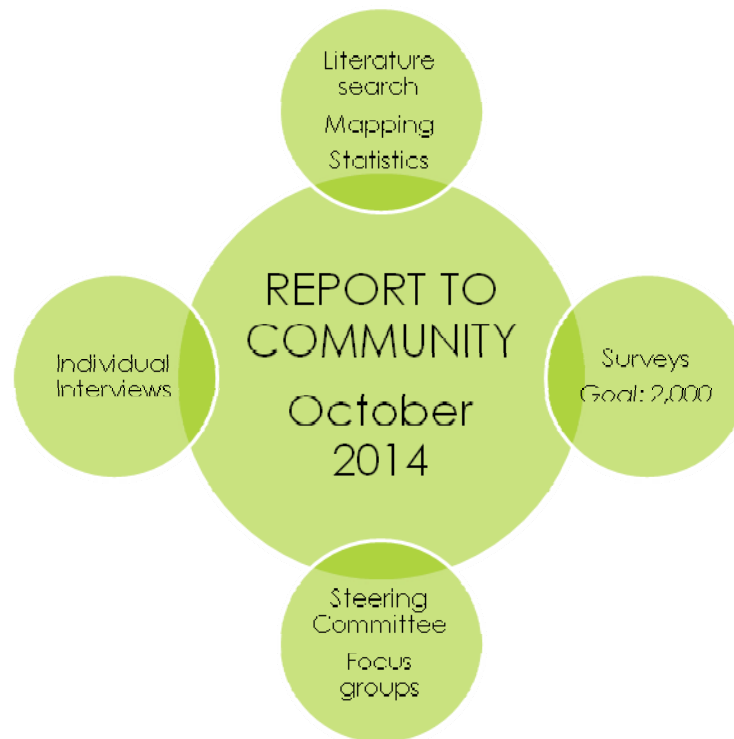 Literature
search
Mapping
Statistics
REPORT TO
COMMUNITY
October
2014
Individual
Interviews
Surveys
Goal: 2,000
Steering
Committee
Focus
groups